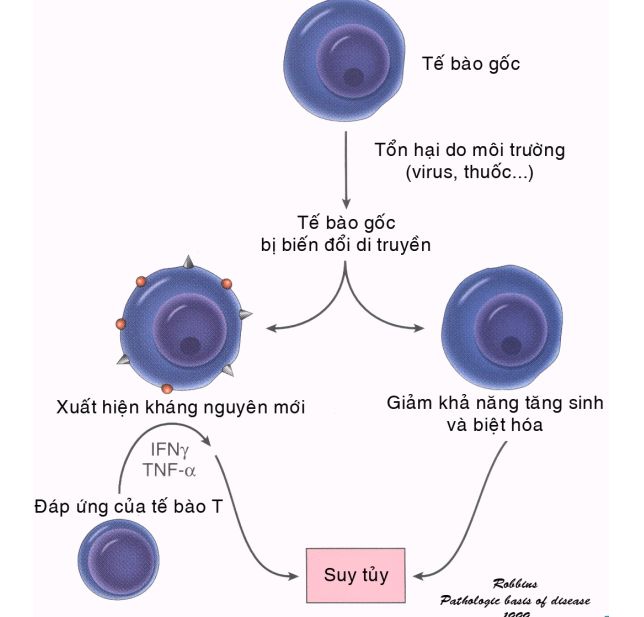 Tế bào gốc
Tổn hại do môi trường
(virus, thuốc...)
Tế bào gốc
bị biến đổi di truyền
Xuất hiện kháng nguyên mới
Giảm khả năng tăng sinh
và biệt hóa
IFNγ
TNF-α
Đáp ứng của tế bào T
Suy tủy
Robbins
Pathologic basis of disease
1999